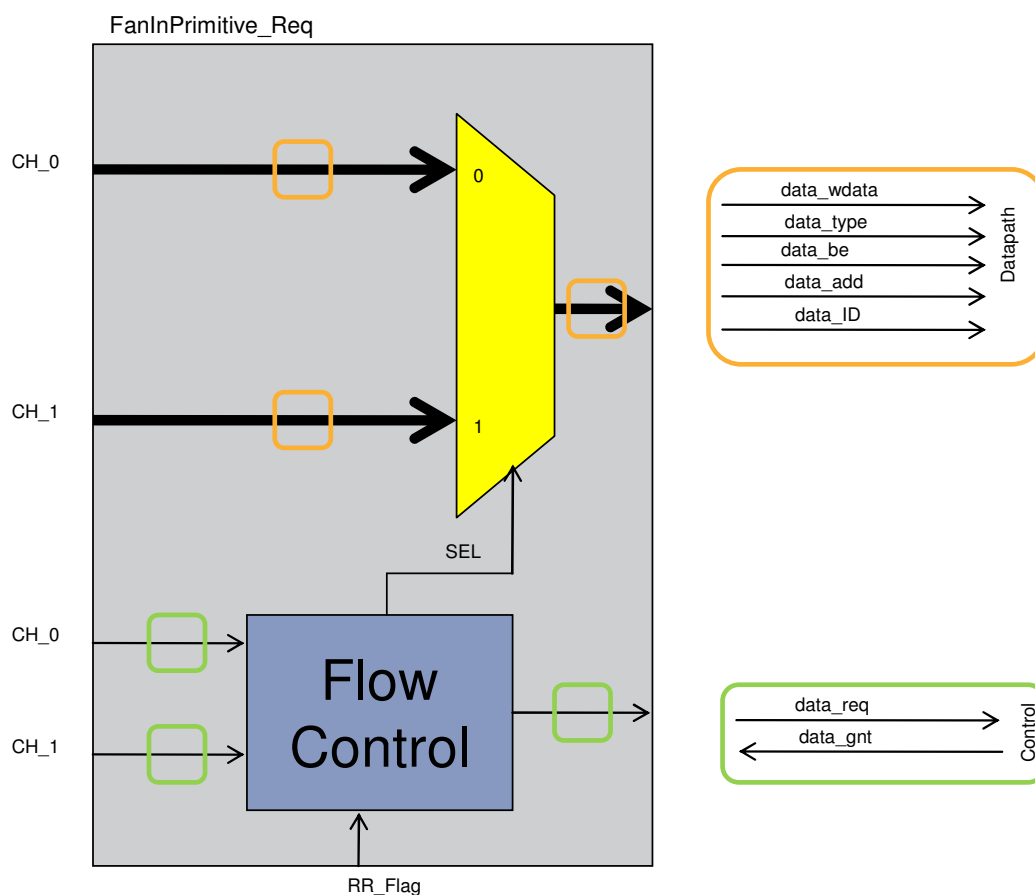 FanInPrimitive_Req
CH_0
0
data_wdata
data_type
data_be
data_add
data_ID
Datapath
CH_1
1
SEL
CH_0
Flow
Control
CH_1
data_req
data_gnt
Control
RR_Flag